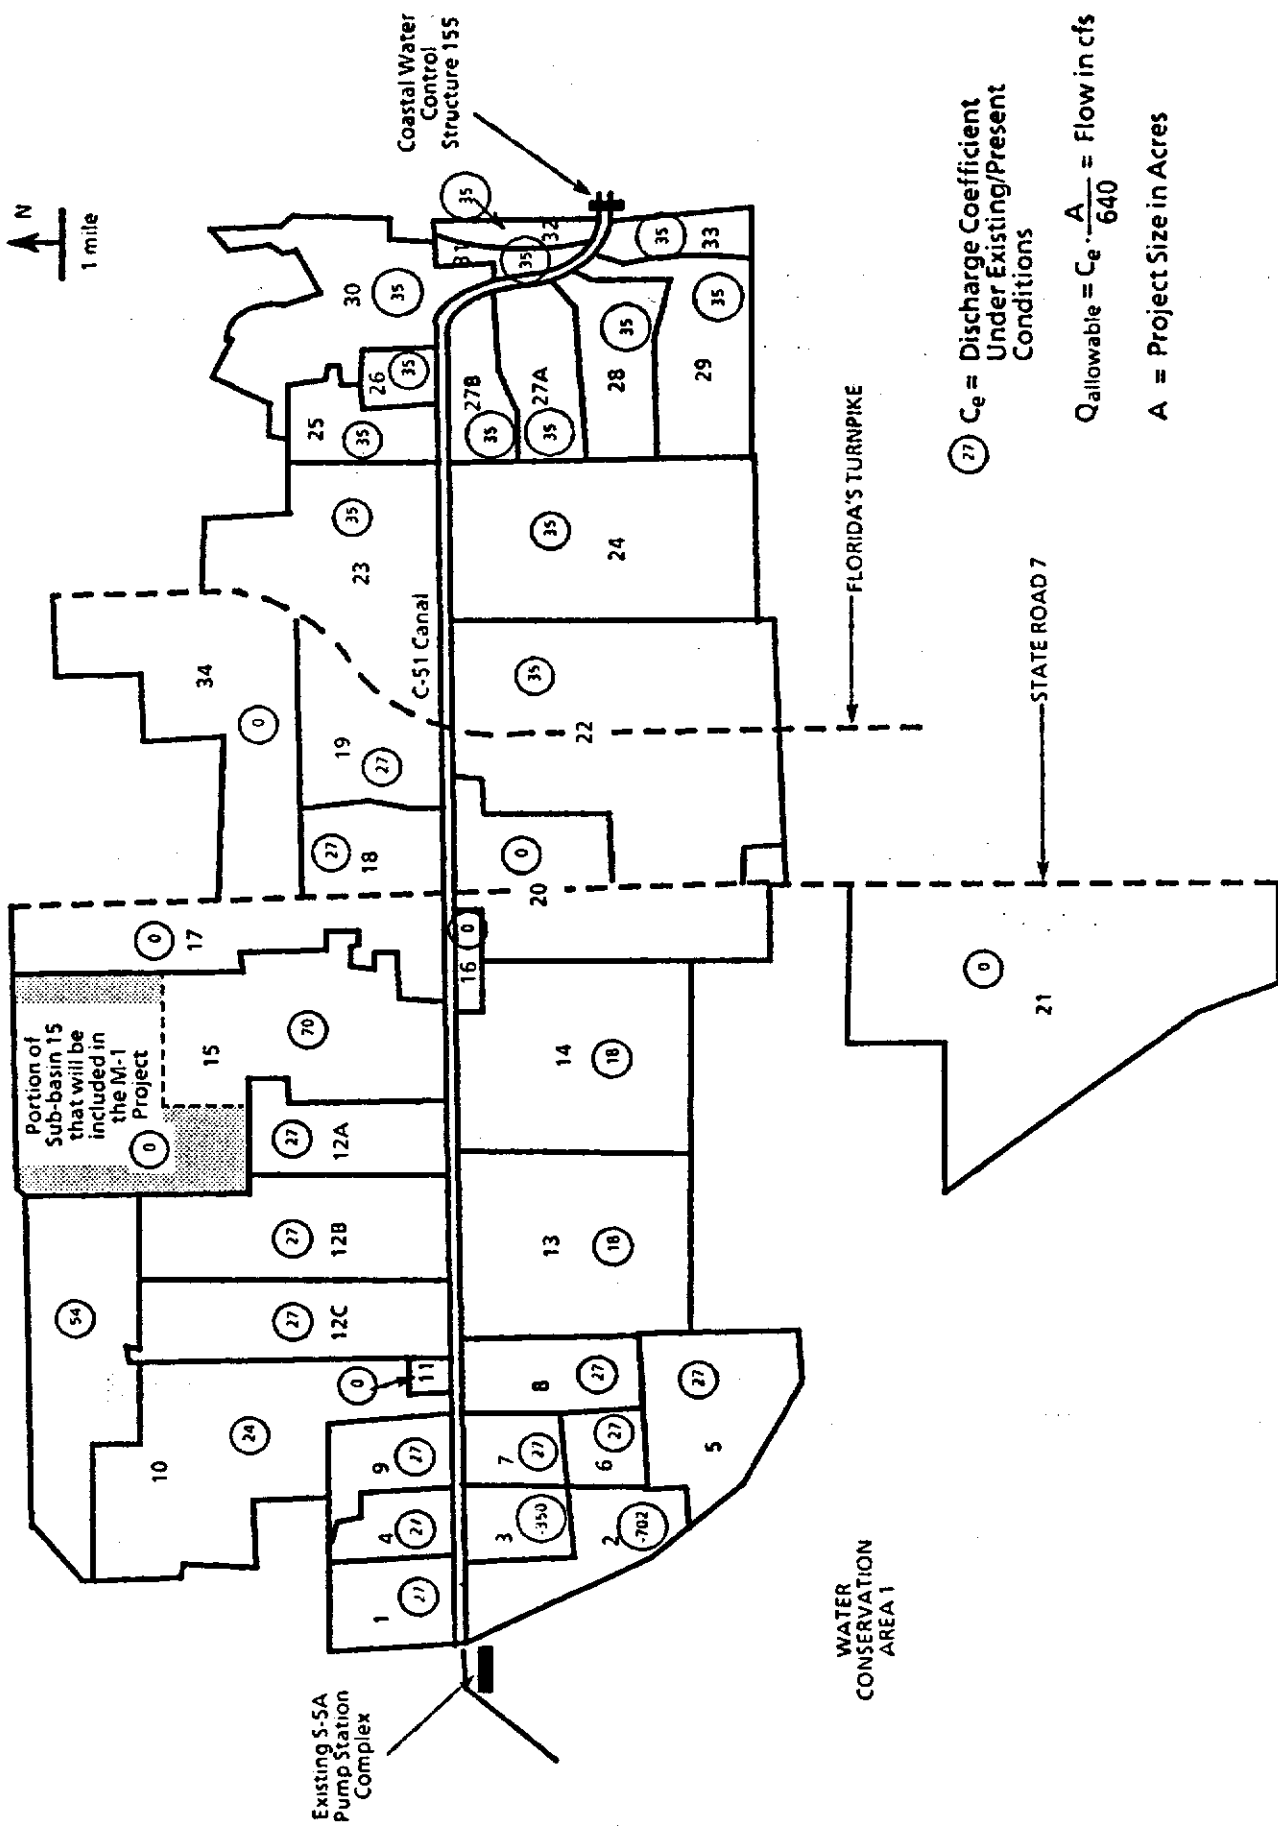 N
1 mile
Coastal Water
Control
Structure 155
Portion of
Sub-basin 15
that will be
included in
the M-1
Project
0
54
10
24
12C
27
12B
27
12A
27
15
70
17
0
34
0
18
27
19
27
23
35
25
35
26
35
30
35
31
35
32
35
33
35
1
27
4
27
9
27
11
0
C-51 Canal
Existing S-5A
Pump Station
Complex
2
-702
3
-350
7
27
6
27
8
27
5
27
13
18
14
18
16
0
20
0
22
35
24
35
27B
35
27A
35
28
35
29
35
21
0
WATER
CONSERVATION
AREA 1
STATE ROAD 7
FLORIDA'S TURNPIKE
27 Ce = Discharge Coefficient
Under Existing/Present
Conditions
Qallowable = Ce · A/640 = Flow in cfs
A = Project Size in Acres